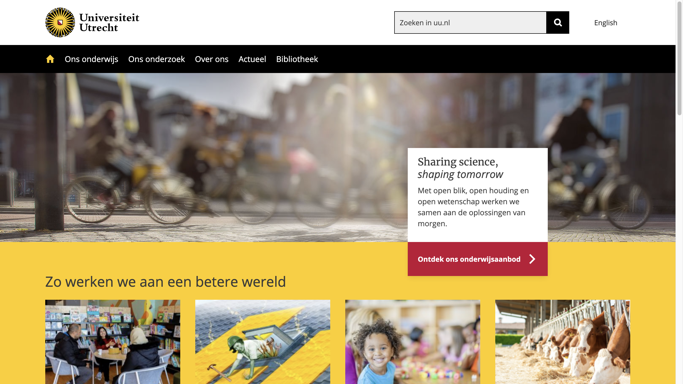 Universiteit
Utrecht
Zoeken in uu.nl
English
Ons onderwijs
Ons onderzoek
Over ons
Actueel
Bibliotheek
Sharing science,
shaping tomorrow
Met open blik, open houding en
open wetenschap werken we
samen aan de oplossingen van
morgen.
Ontdek ons onderwijsaanbod
Zo werken we aan een betere wereld